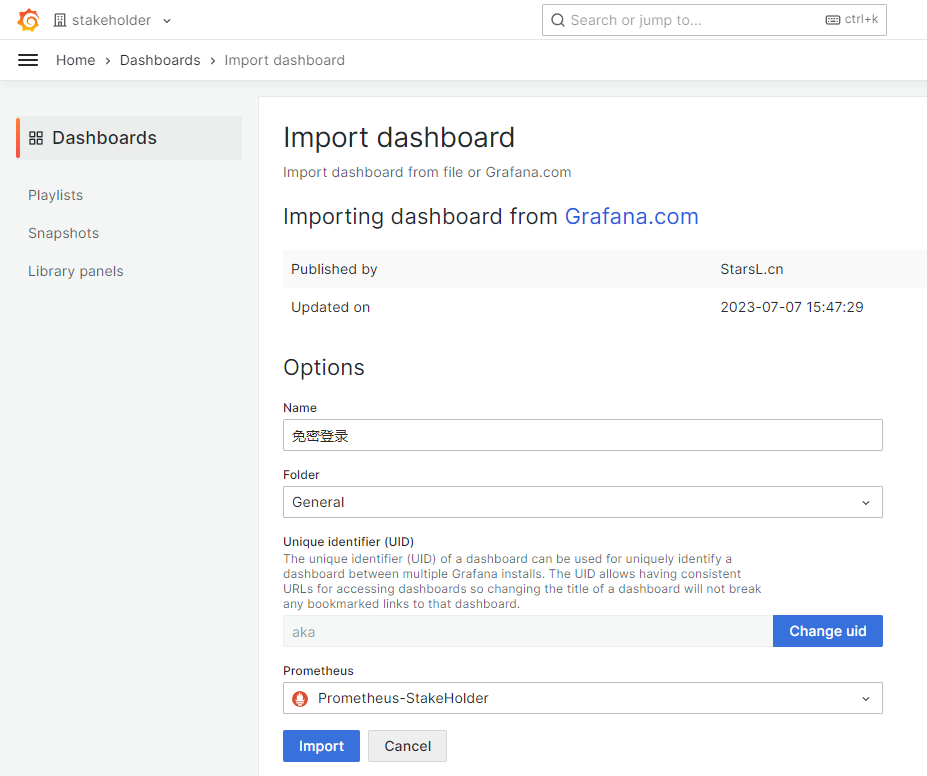 stakeholder
Search or jump to...
ctrl+k
Home › Dashboards › Import dashboard
Dashboards
Playlists
Snapshots
Library panels
Import dashboard
Import dashboard from file or Grafana.com
Importing dashboard from Grafana.com
Published by StarsL.cn
Updated on 2023-07-07 15:47:29
Options
Name
免密登录
Folder
General
Unique identifier (UID)
The unique identifier (UID) of a dashboard can be used for uniquely identify a
dashboard between multiple Grafana installs. The UID allows having consistent
URLs for accessing dashboards so changing the title of a dashboard will not break
any bookmarked links to that dashboard.
aka
Change uid
Prometheus
Prometheus-StakeHolder
Import
Cancel